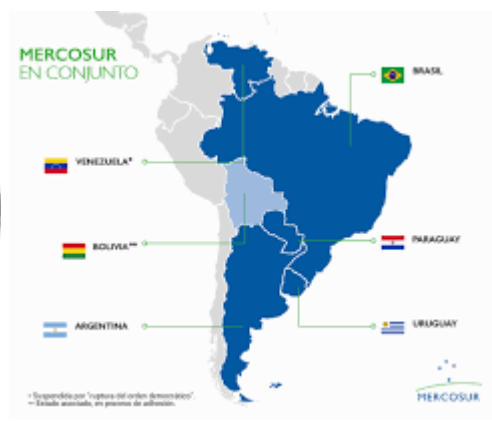 MERCOSUR
EN CONJUNTO
BRASIL
VENEZUELA*
BOLIVIA**
PARAGUAY
ARGENTINA
URUGUAY
* Suspendida por "ruptura del orden democrático".
** Estado asociado, en proceso de adhesión.
MERCOSUR